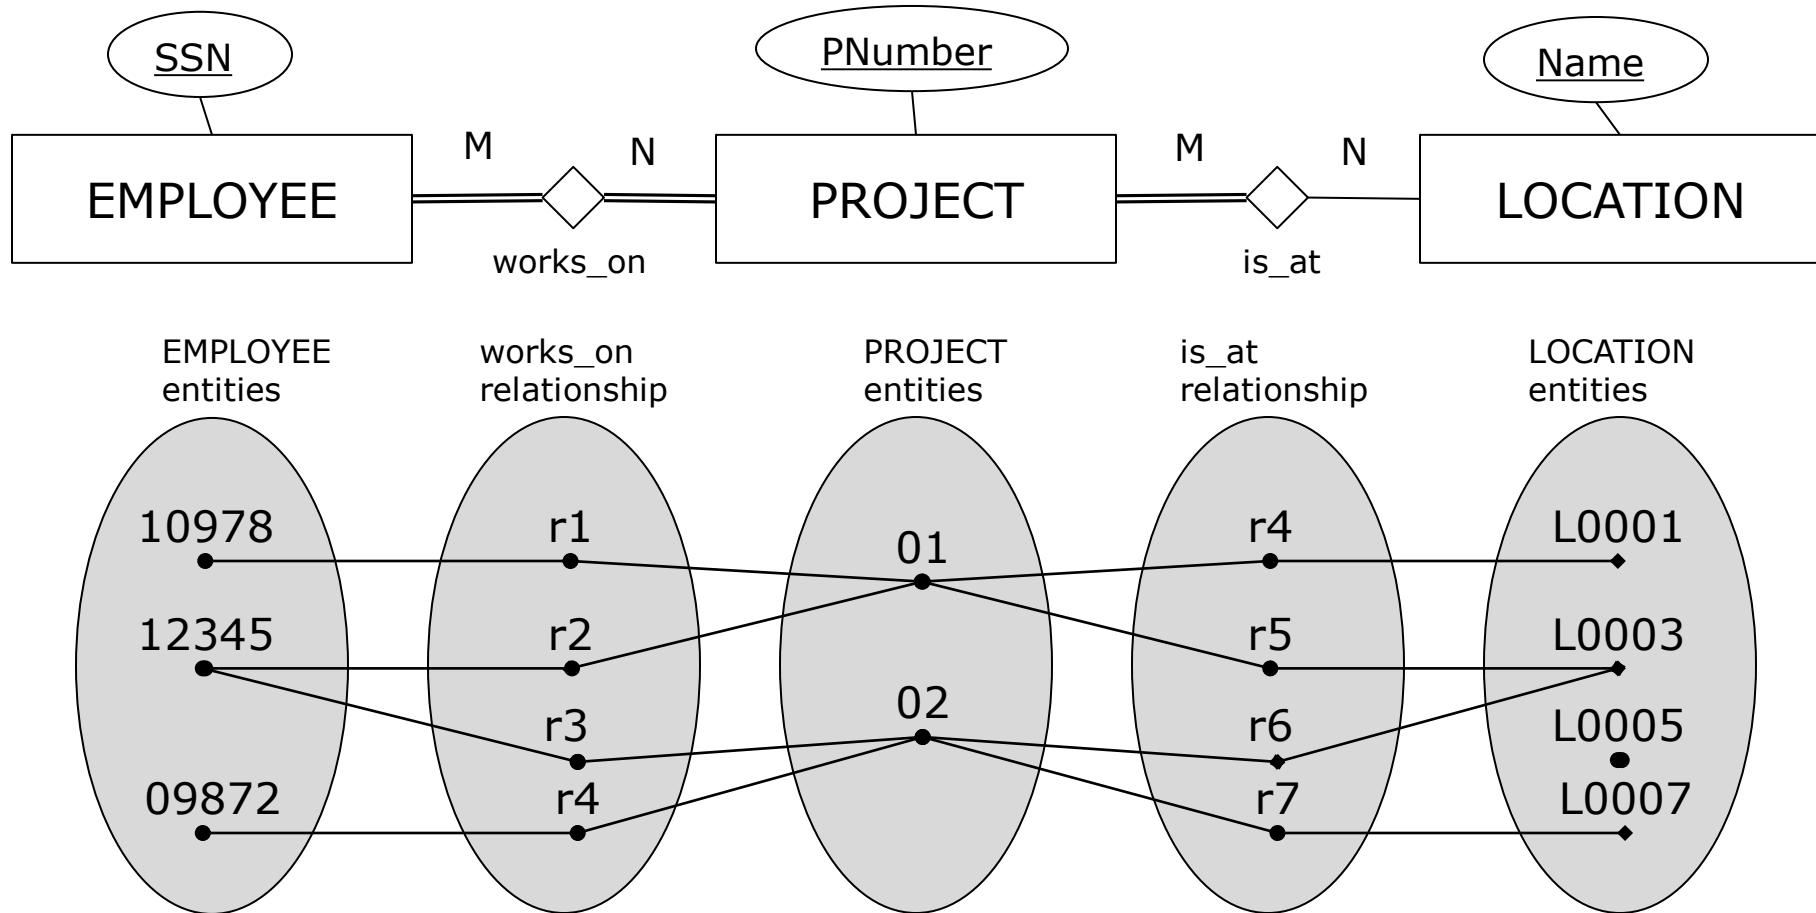 SSN
PNumber
Name
M
N
M
N
EMPLOYEE
PROJECT
LOCATION
works_on
is_at
EMPLOYEE
entities
works_on
relationship
PROJECT
entities
is_at
relationship
LOCATION
entities
10978
r1
01
r4
L0001
12345
r2
r5
L0003
r3
02
r6
L0005
09872
r4
r7
L0007